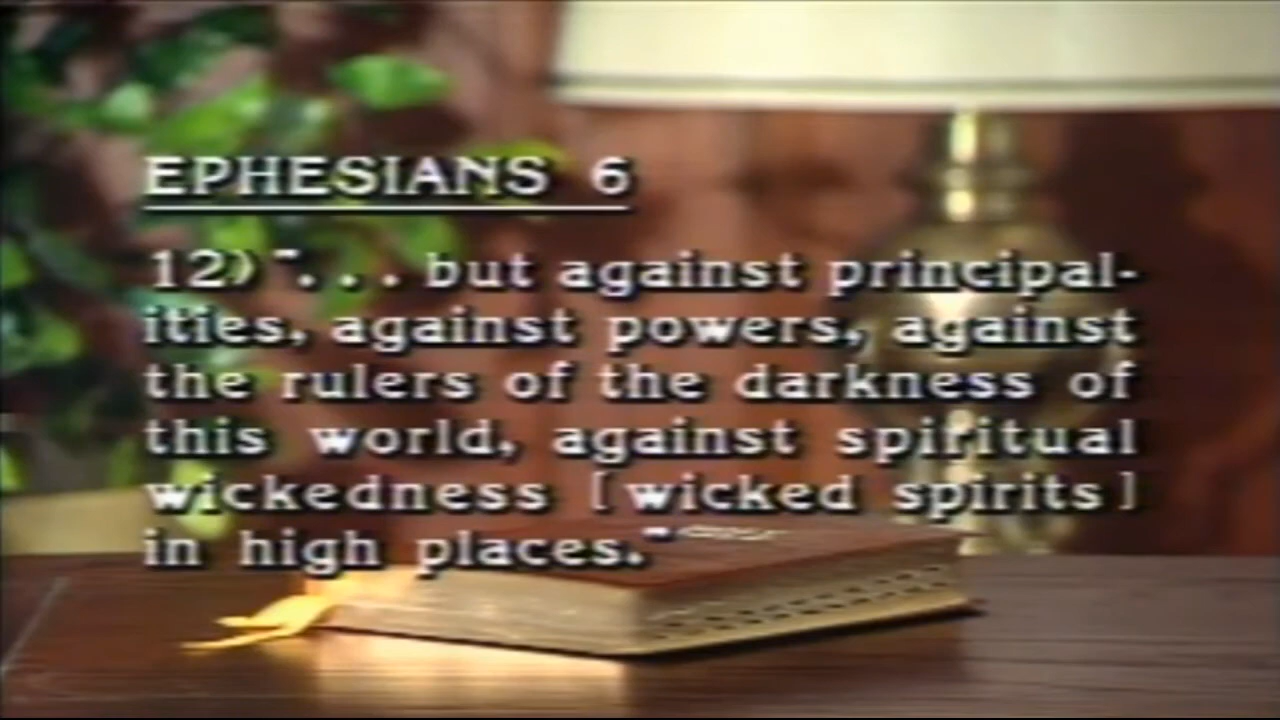 EPHESIANS 6
12) ". . . but against principal-
ities, against powers, against
the rulers of the darkness of
this world, against spiritual
wickedness [wicked spirits]
in high places."